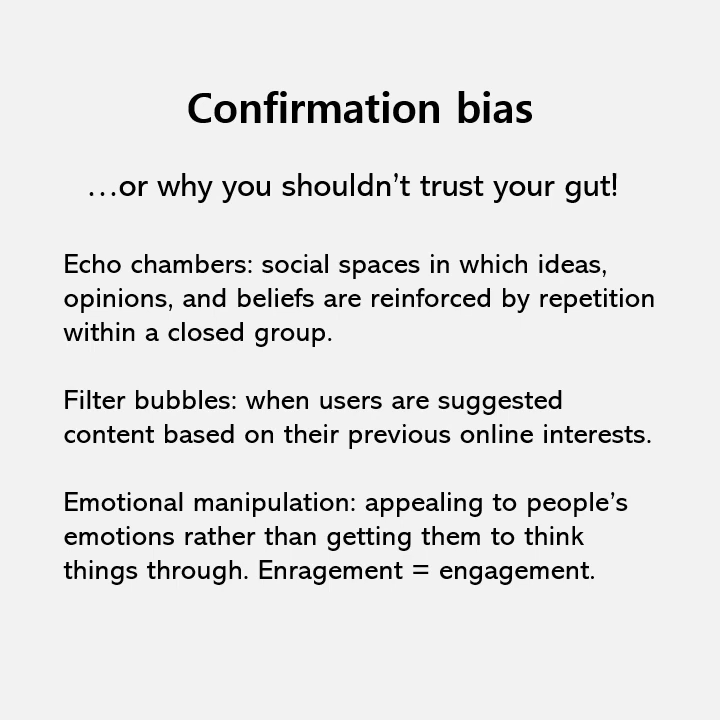 Confirmation bias
…or why you shouldn’t trust your gut!
Echo chambers: social spaces in which ideas,
opinions, and beliefs are reinforced by repetition
within a closed group.
Filter bubbles: when users are suggested
content based on their previous online interests.
Emotional manipulation: appealing to people’s
emotions rather than getting them to think
things through. Enragement = engagement.